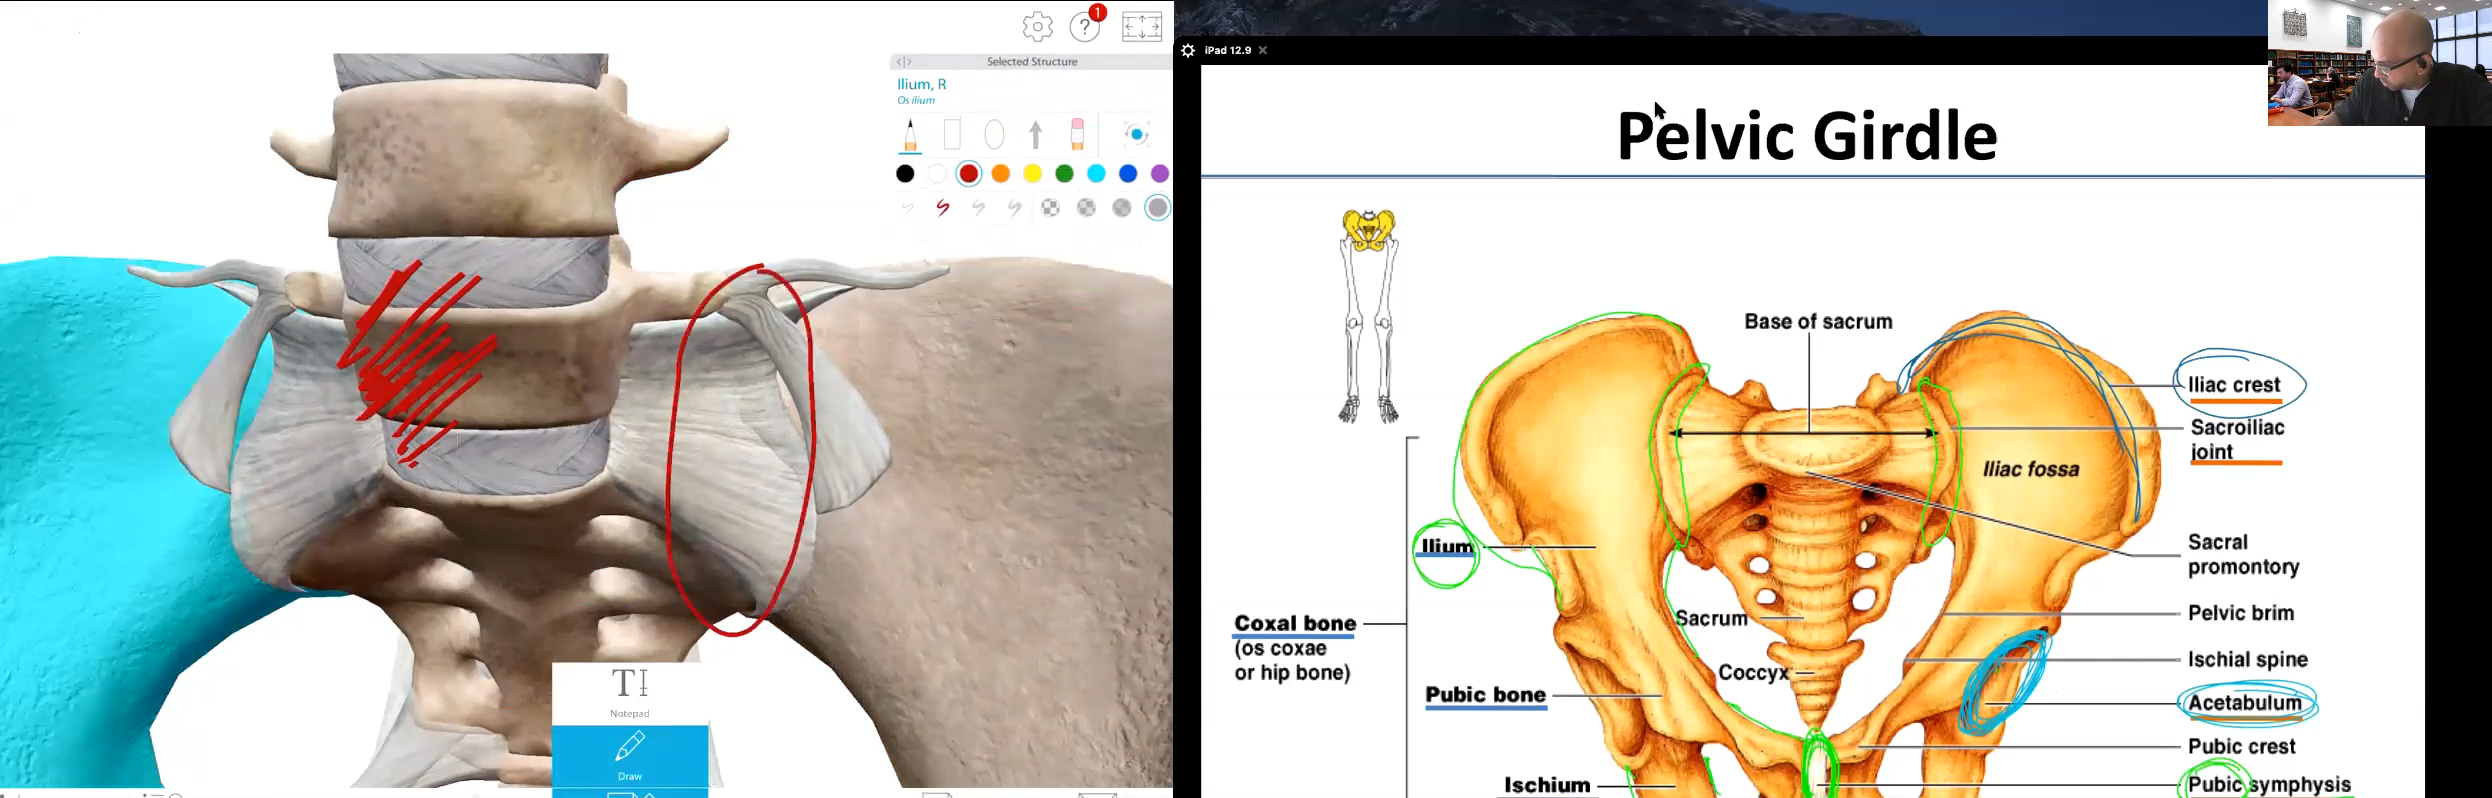 1
?
Selected Structure
Ilium, R
Os ilium
T
Notepad
Draw
iPad 12.9
Pelvic Girdle
Base of sacrum
Iliac crest
Sacroiliac
joint
Iliac fossa
Ilium
Sacral
promontory
Coxal bone
(os coxae
or hip bone)
Sacrum
Pelvic brim
Coccyx
Ischial spine
Pubic bone
Acetabulum
Pubic crest
Ischium
Pubic symphysis